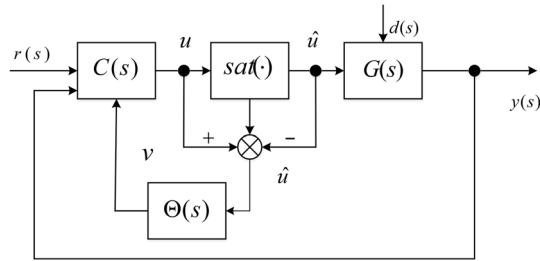 d(s)
u
û
r(s)
C(s)
sat(·)
G(s)
y(s)
+
−
v
û
Θ(s)